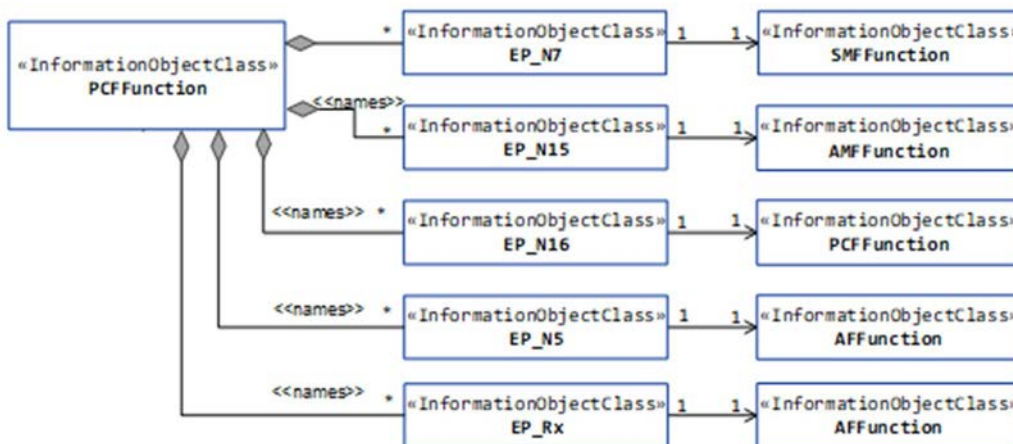 «InformationObjectClass»
PCFFunction
*
«InformationObjectClass»
EP_N7
1
1
«InformationObjectClass»
SMFFunction
<<names>>
*
«InformationObjectClass»
EP_N15
1
1
«InformationObjectClass»
AMFFunction
<<names>>
*
«InformationObjectClass»
EP_N16
1
1
«InformationObjectClass»
PCFFunction
<<names>>
*
«InformationObjectClass»
EP_N5
1
1
«InformationObjectClass»
AFFunction
<<names>>
*
«InformationObjectClass»
EP_Rx
1
1
«InformationObjectClass»
AFFunction